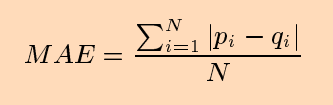 MAE = \frac{\sum_{i=1}^{N} |p_i - q_i|}{N}